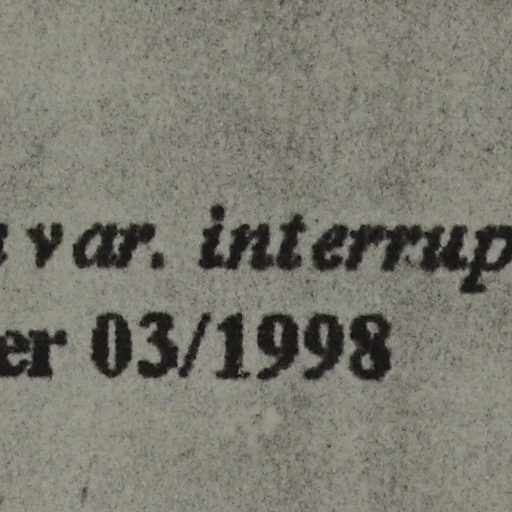 var. interrup
er 03/1998